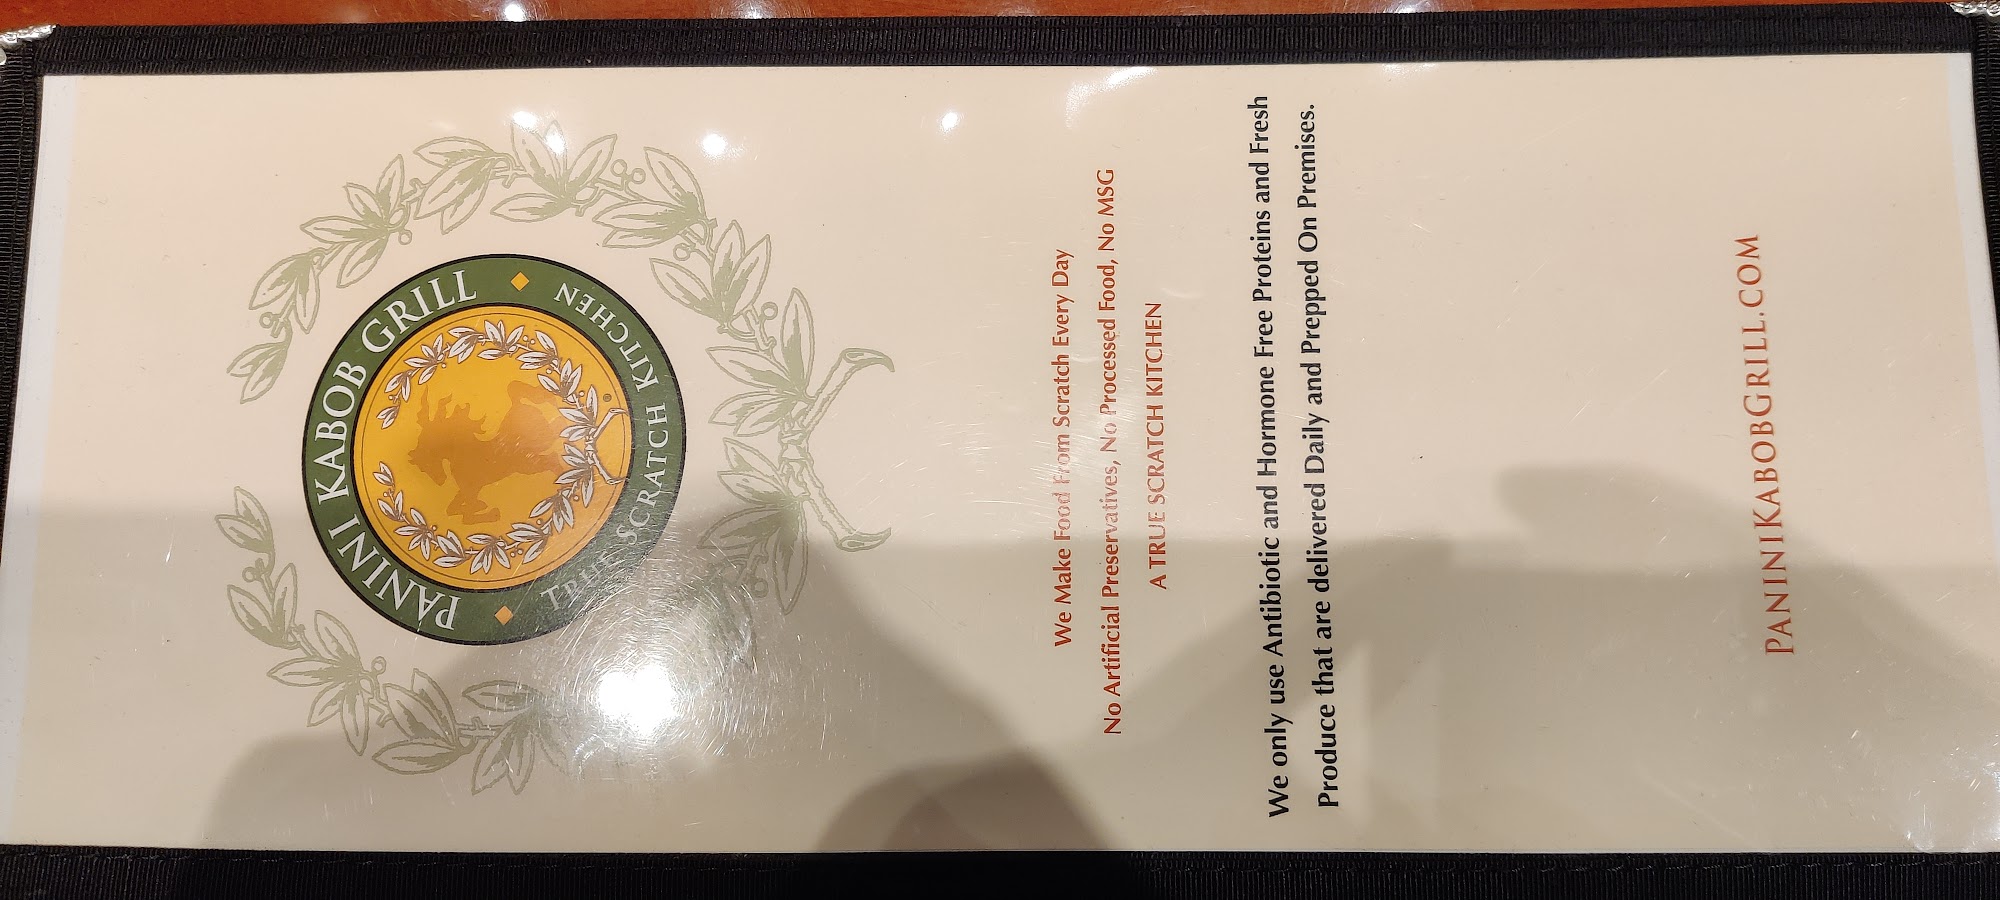 PANINI KABOB GRILL
TRUE SCRATCH KITCHEN
We Make Food From Scratch Every Day
No Artificial Preservatives, No Processed Food, No MSG
A TRUE SCRATCH KITCHEN
We only use Antibiotic and Hormone Free Proteins and Fresh
Produce that are delivered Daily and Prepped On Premises.
PANINIKABOBGRILL.COM